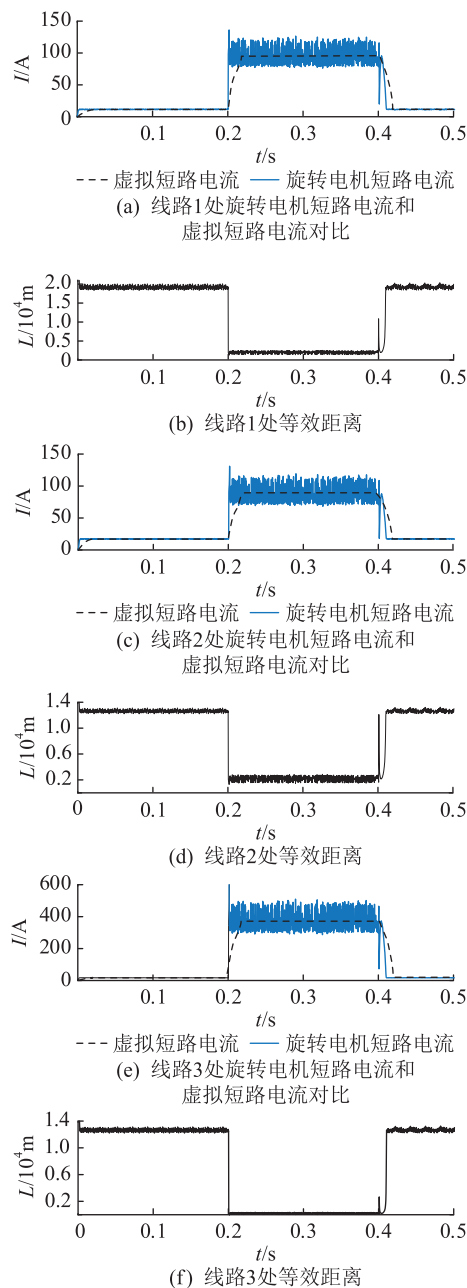 150
100
50
0
I/A
0.1 0.2 0.3 0.4 0.5
t/s
虚拟短路电流 旋转电机短路电流
(a) 线路1处旋转电机短路电流和
虚拟短路电流对比
2.0
1.5
1.0
0.5
0
L/10⁴m
0.1 0.2 0.3 0.4 0.5
t/s
(b) 线路1处等效距离
150
100
50
0
I/A
0.1 0.2 0.3 0.4 0.5
t/s
虚拟短路电流 旋转电机短路电流
(c) 线路2处旋转电机短路电流和
虚拟短路电流对比
1.4
1.0
0.6
0.2
L/10⁴m
0 0.1 0.2 0.3 0.4 0.5
t/s
(d) 线路2处等效距离
600
400
200
0
I/A
0.1 0.2 0.3 0.4 0.5
t/s
虚拟短路电流 旋转电机短路电流
(e) 线路3处旋转电机短路电流和
虚拟短路电流对比
1.4
1.0
0.6
0.2
L/10⁴m
0 0.1 0.2 0.3 0.4 0.5
t/s
(f) 线路3处等效距离